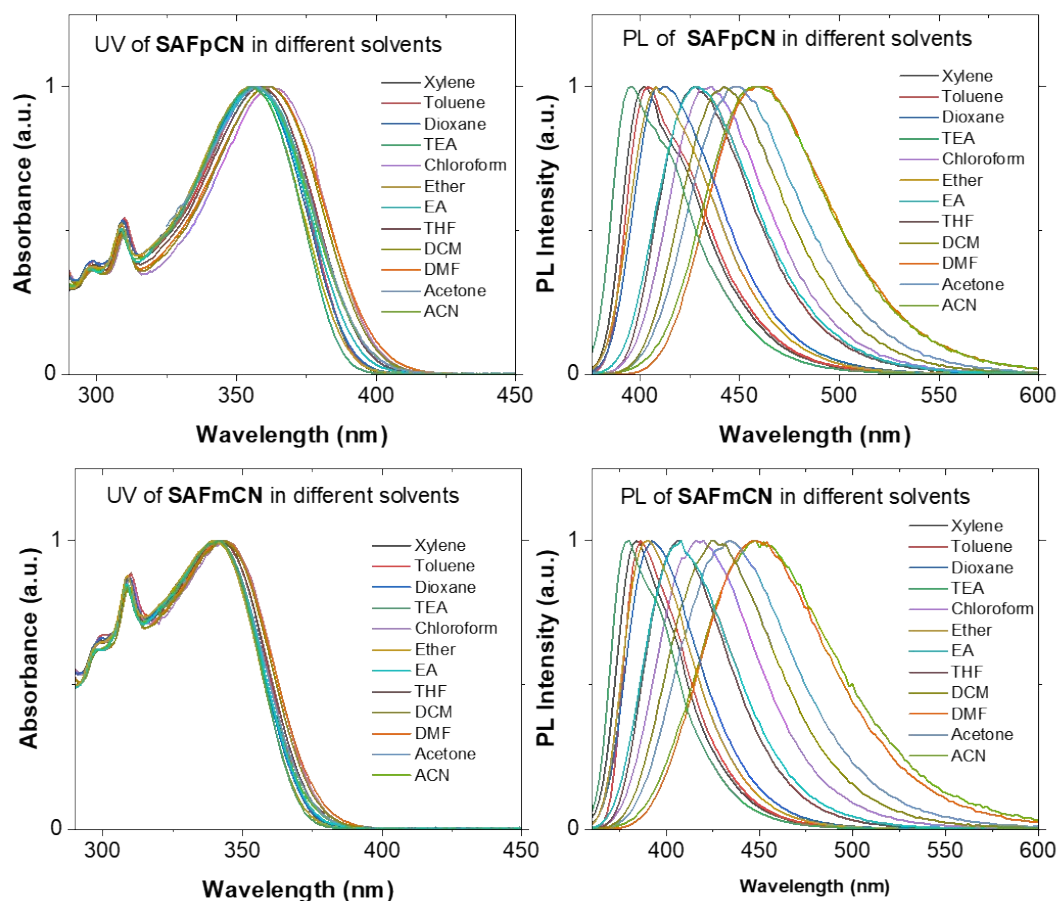 UV of SAFpCN in different solvents
Absorbance (a.u.)
1
0
Xylene
Toluene
Dioxane
TEA
Chloroform
Ether
EA
THF
DCM
DMF
Acetone
ACN
300 350 400 450
Wavelength (nm)
PL of SAFpCN in different solvents
PL Intensity (a.u.)
1
0
Xylene
Toluene
Dioxane
TEA
Chloroform
Ether
EA
THF
DCM
DMF
Acetone
ACN
400 450 500 550 600
Wavelength (nm)
UV of SAFmCN in different solvents
Absorbance (a.u.)
1
0
Xylene
Toluene
Dioxane
TEA
Chloroform
Ether
EA
THF
DCM
DMF
Acetone
ACN
300 350 400 450
Wavelength (nm)
PL of SAFmCN in different solvents
PL Intensity (a.u.)
1
0
Xylene
Toluene
Dioxane
TEA
Chloroform
Ether
EA
THF
DCM
DMF
Acetone
ACN
400 450 500 550 600
Wavelength (nm)